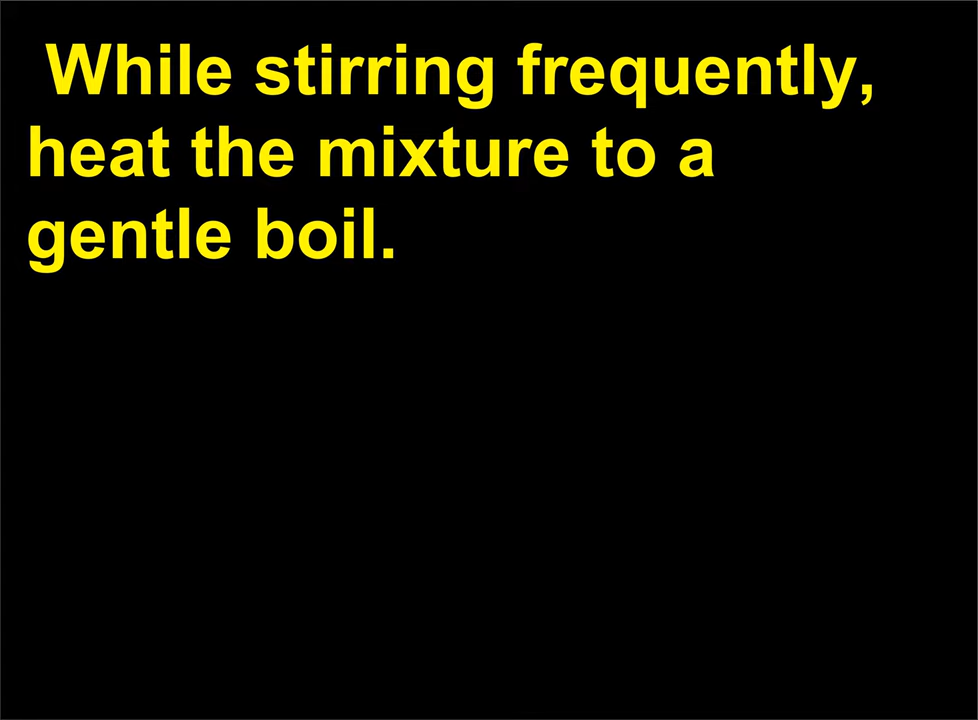 While stirring frequently,
heat the mixture to a
gentle boil.